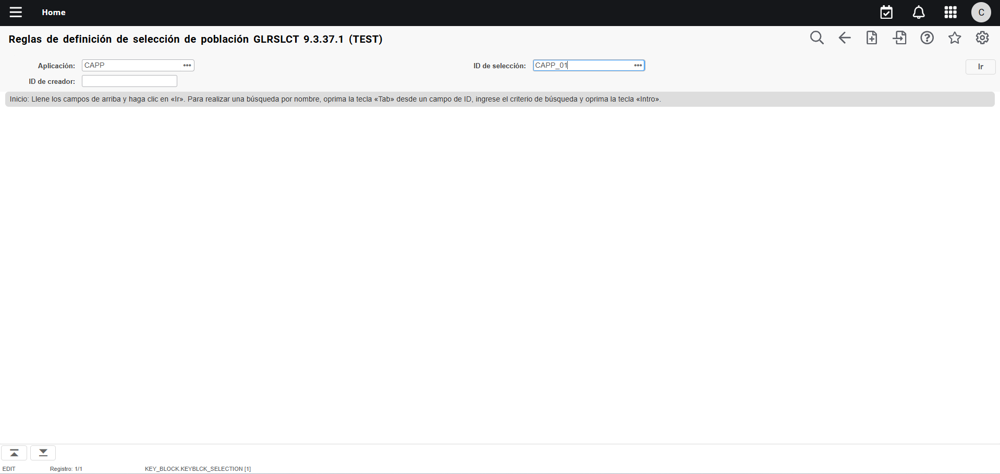 Home
C
Reglas de definición de selección de población GLRSLCT 9.3.37.1 (TEST)
Aplicación: CAPP
ID de selección: CAPP_01
Ir
ID de creador:
Inicio: Llene los campos de arriba y haga clic en «Ir». Para realizar una búsqueda por nombre, oprima la tecla «Tab» desde un campo de ID, ingrese el criterio de búsqueda y oprima la tecla «Intro».
EDIT
Registro: 1/1
KEY_BLOCK.KEYBLCK_SELECTION [1]